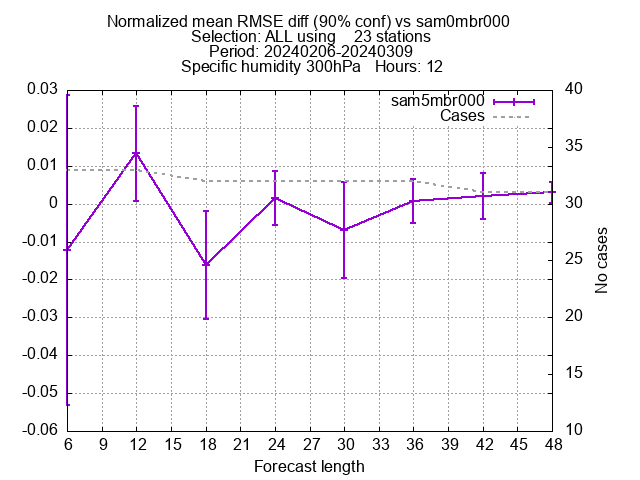 Normalized mean RMSE diff (90% conf) vs sam0mbr000
Selection: ALL using    23 stations
Period: 20240206-20240309
Specific humidity 300hPa   Hours: 12
sam5mbr000
Cases
0.03
0.02
0.01
0
-0.01
-0.02
-0.03
-0.04
-0.05
-0.06
40
35
30
25
20
15
10
No cases
6 9 12 15 18 21 24 27 30 33 36 39 42 45 48
Forecast length